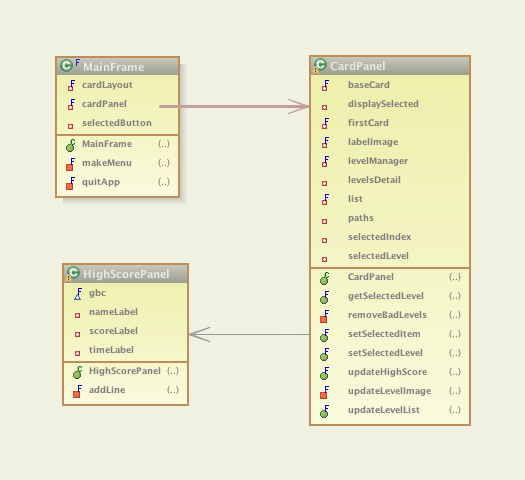 MainFrame
cardLayout
cardPanel
selectedButton
MainFrame (..)
makeMenu (..)
quitApp (..)
CardPanel
baseCard
displaySelected
firstCard
labelImage
levelManager
levelsDetail
list
paths
selectedIndex
selectedLevel
CardPanel (..)
getSelectedLevel (..)
removeBadLevels (..)
setSelectedItem (..)
setSelectedLevel (..)
updateHighScore (..)
updateLevelImage (..)
updateLevelList (..)
HighScorePanel
gbc
nameLabel
scoreLabel
timeLabel
HighScorePanel (..)
addLine (..)